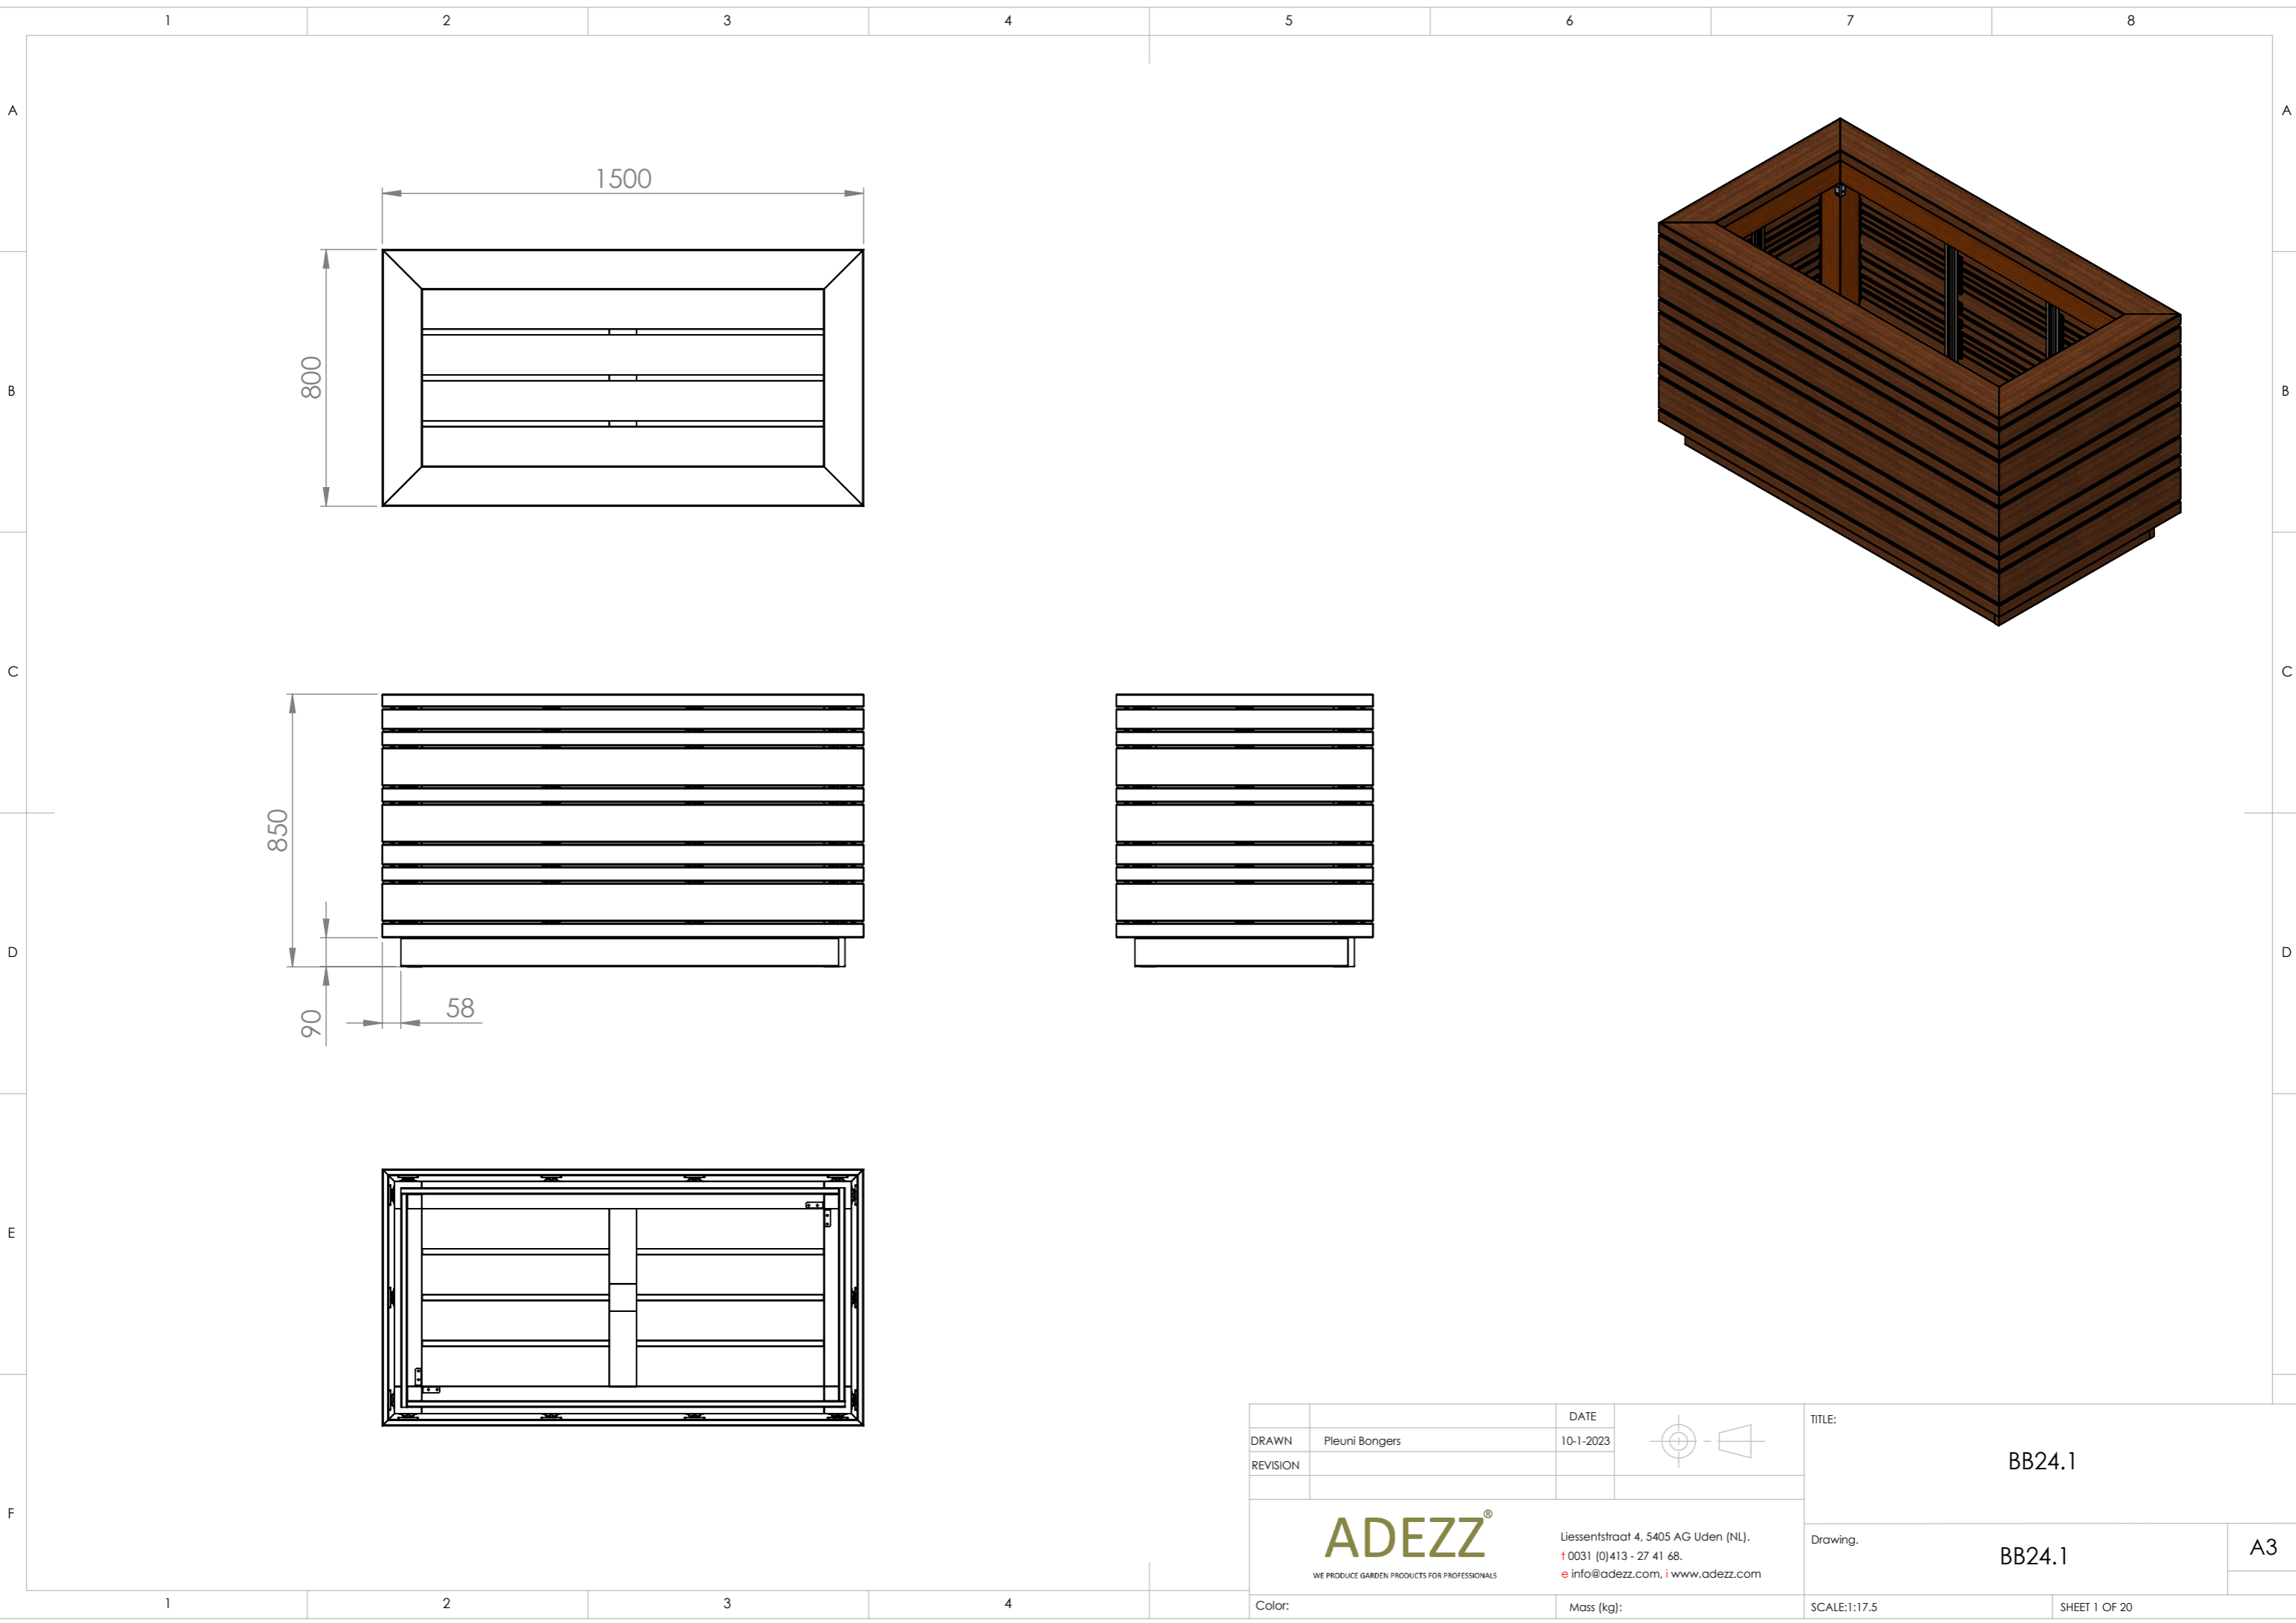 1 2 3 4 5 6 7 8
A A
1500
800
B B
C C
850
D D
58
90
E E
DATE
TITLE:
DRAWN Pleuni Bongers 10-1-2023
BB24.1
REVISION
F
ADEZZ®
WE PRODUCE GARDEN PRODUCTS FOR PROFESSIONALS
Liessentstraat 4, 5405 AG Uden (NL).
t 0031 (0)413 - 27 41 68.
e info@adezz.com, i www.adezz.com
Drawing.
BB24.1
A3
1 2 3 4
Color:
Mass (kg):
SCALE:1:17.5
SHEET 1 OF 20